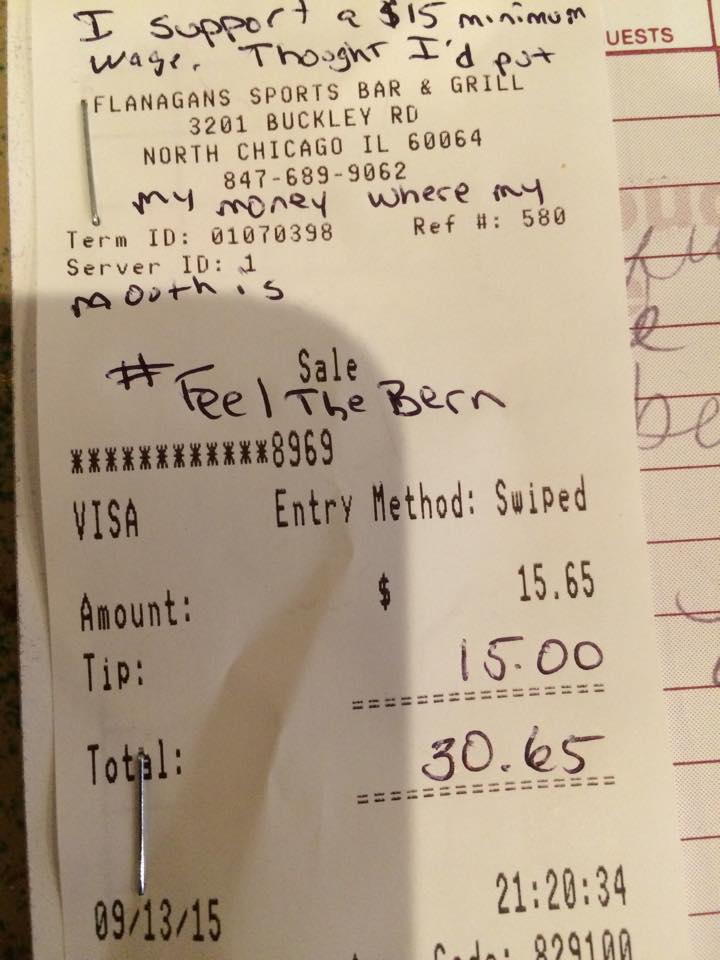 I support a $15 minimum
wage. Thought I'd put
UESTS
FLANAGANS SPORTS BAR & GRILL
3201 BUCKLEY RD
NORTH CHICAGO IL 60064
847-689-9062
my money where my
Term ID: 01070398 Ref #: 580
Server ID: 1
mouth is
Sale
# Feel The Bern
************8969
VISA Entry Method: Swiped
Amount: $ 15.65
Tip: 15.00
Total: 30.65
09/13/15 21:20:34
Code: 829100